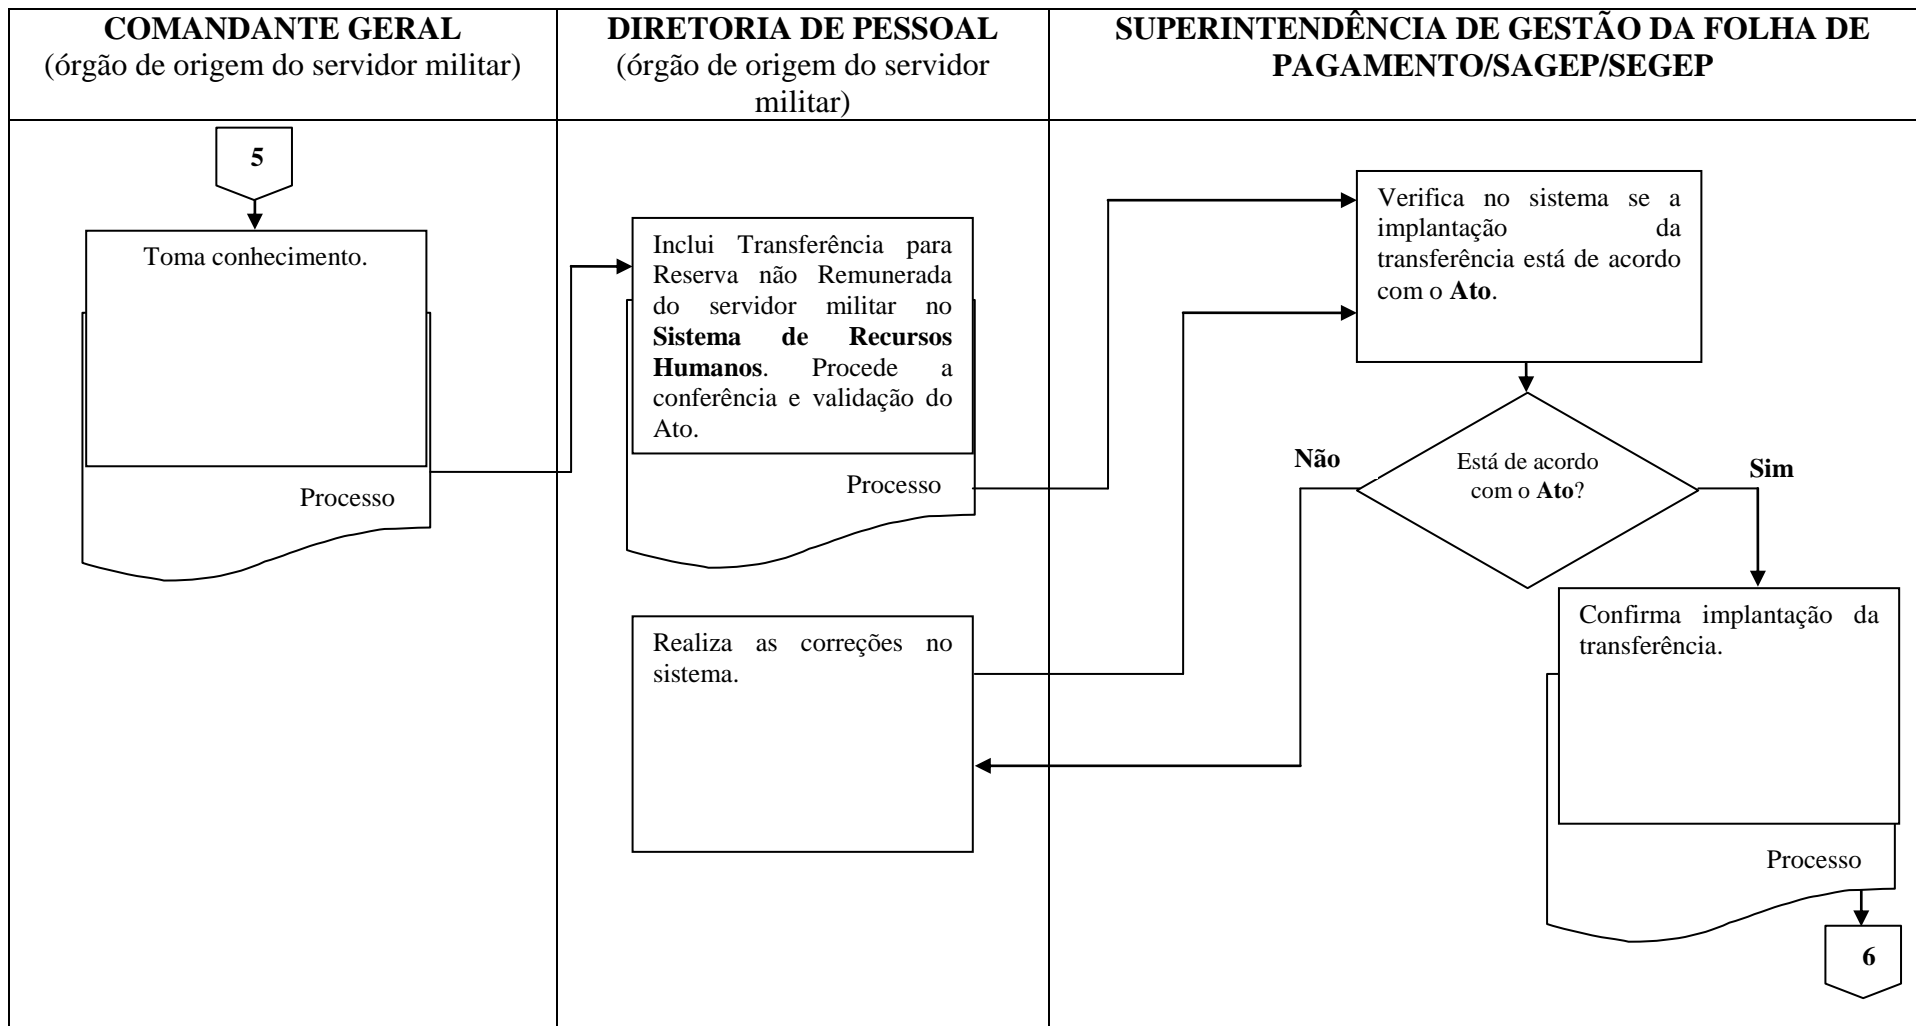 COMANDANTE GERAL
(órgão de origem do servidor militar)
DIRETORIA DE PESSOAL
(órgão de origem do servidor
militar)
SUPERINTENDÊNCIA DE GESTÃO DA FOLHA DE
PAGAMENTO/SAGEP/SEGEP
5
Toma conhecimento.
Processo
Inclui Transferência para
Reserva não Remunerada
do servidor militar no
Sistema de Recursos
Humanos. Procede a
conferência e validação do
Ato.
Processo
Realiza as correções no
sistema.
Verifica no sistema se a
implantação da
transferência está de acordo
com o Ato.
Não
Está de acordo
com o Ato?
Sim
Confirma implantação da
transferência.
Processo
6